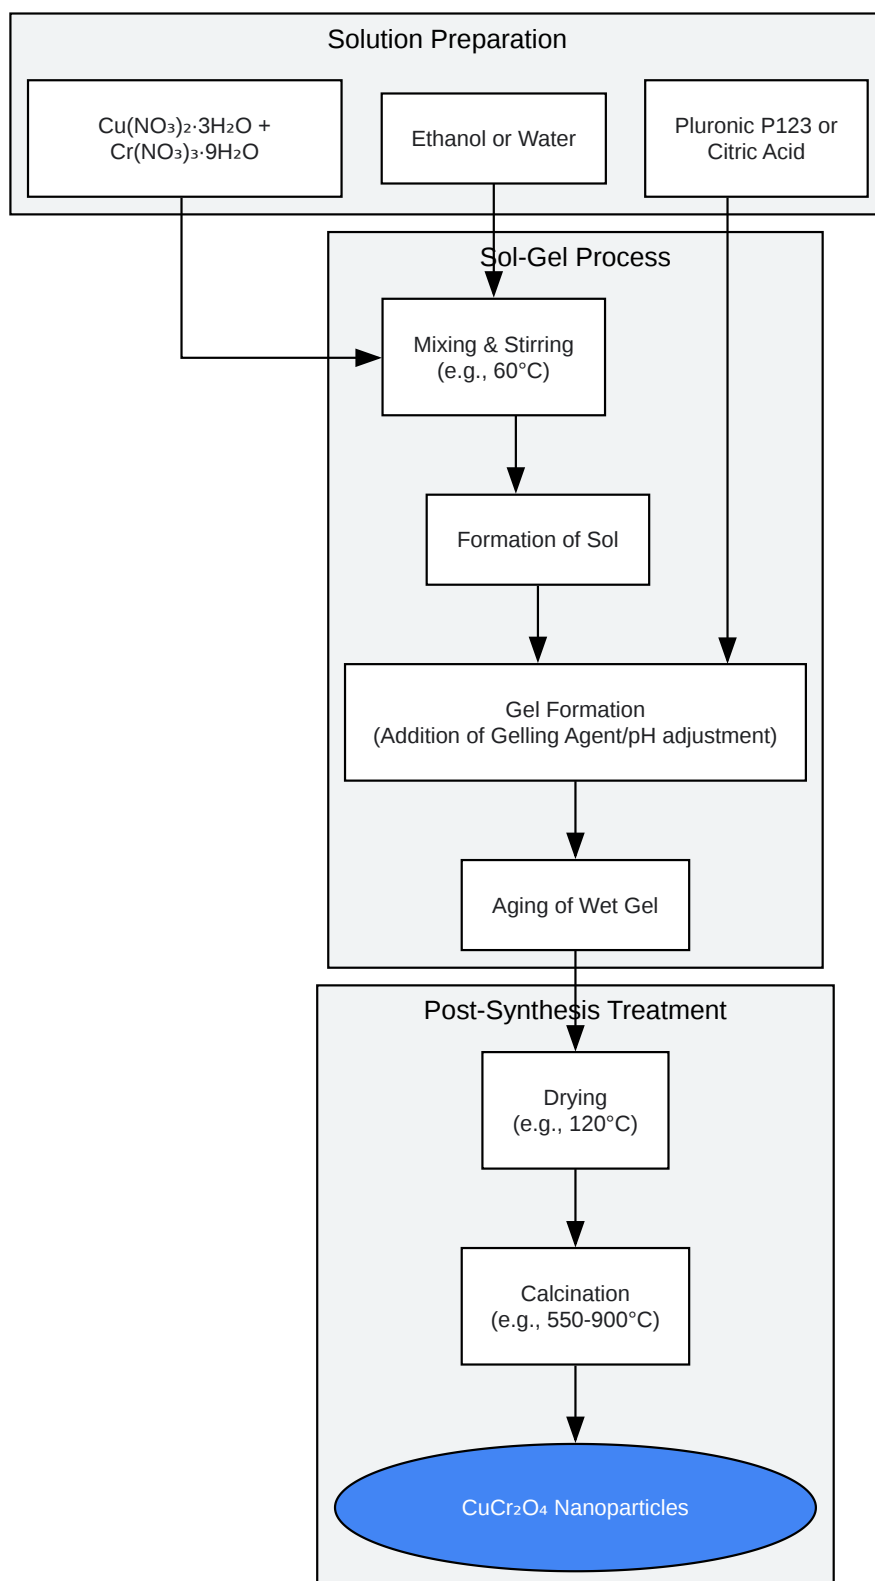 Solution Preparation
Cu(NO₃)₂·3H₂O +
Cr(NO₃)₃·9H₂O
Ethanol or Water
Pluronic P123 or
Citric Acid
Sol-Gel Process
Mixing & Stirring
(e.g., 60°C)
Formation of Sol
Gel Formation
(Addition of Gelling Agent/pH adjustment)
Aging of Wet Gel
Post-Synthesis Treatment
Drying
(e.g., 120°C)
Calcination
(e.g., 550-900°C)
CuCr₂O₄ Nanoparticles